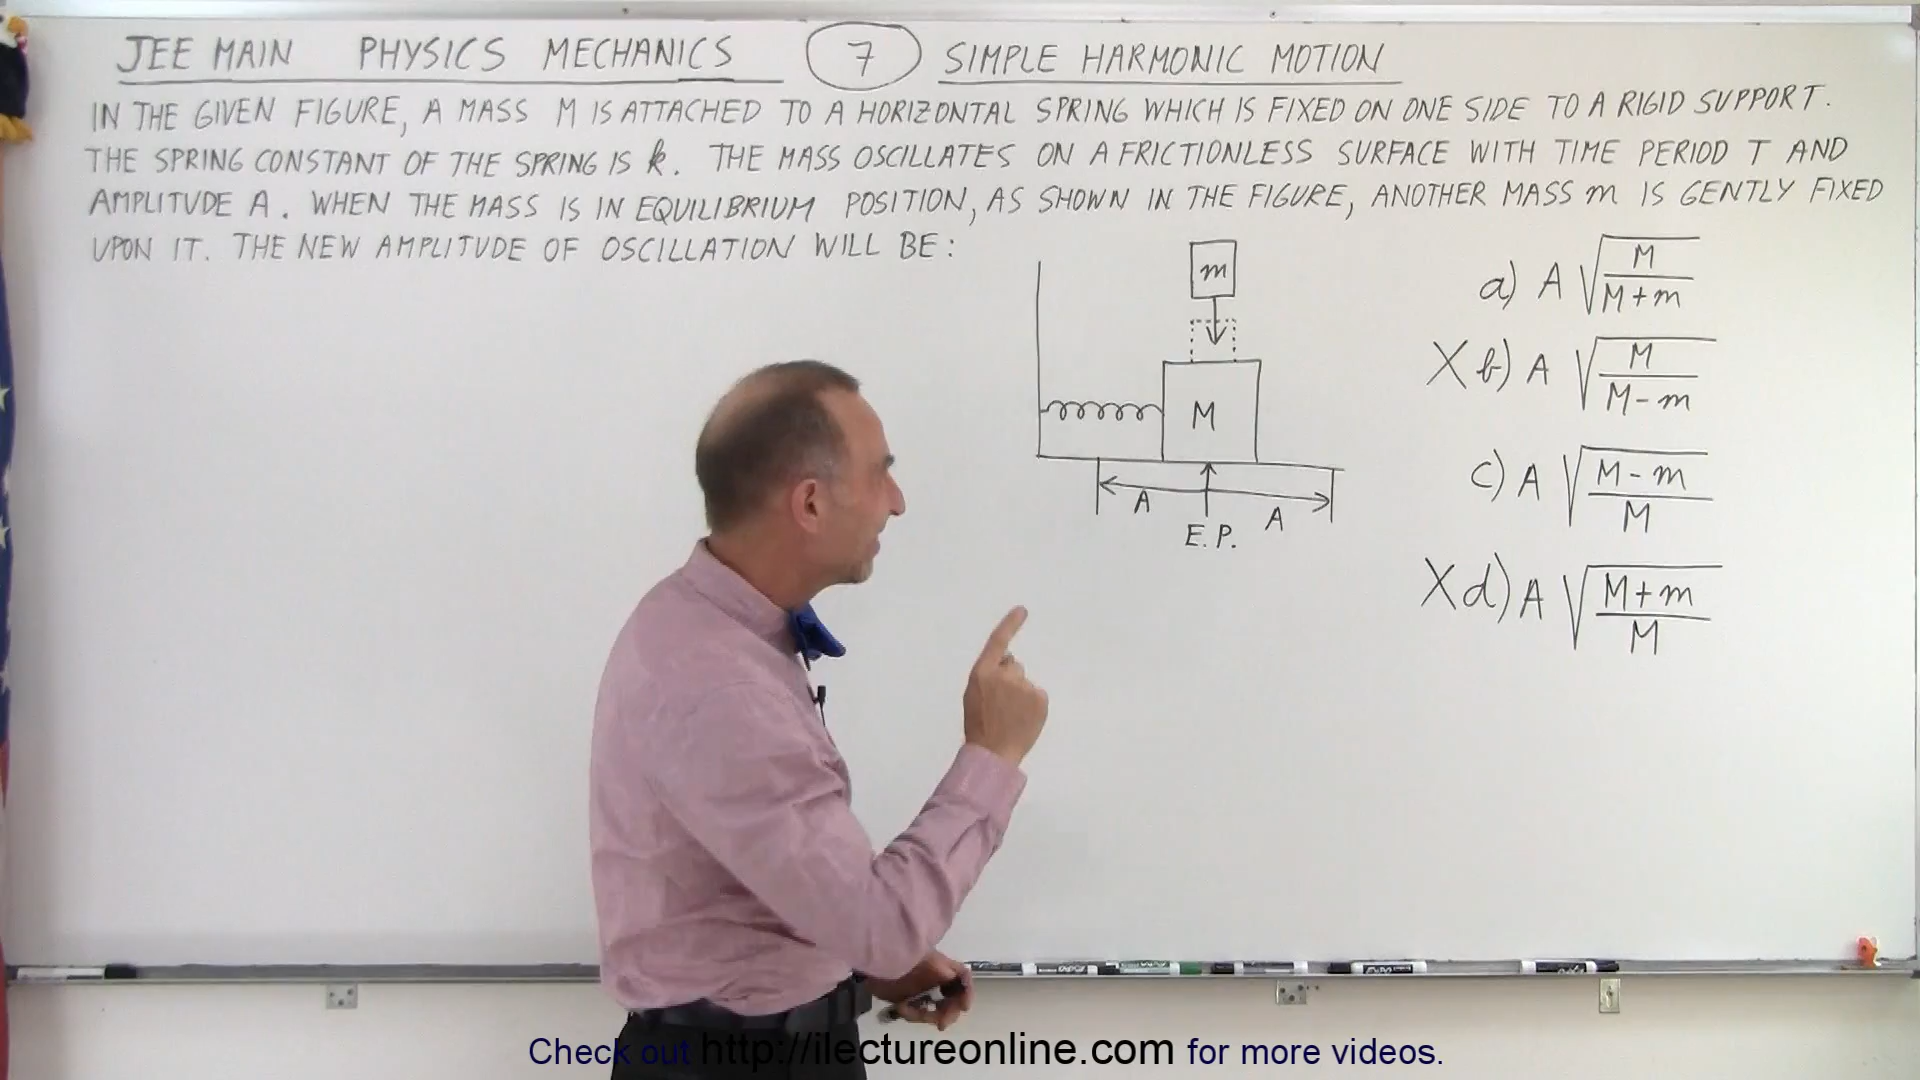 JEE MAIN PHYSICS MECHANICS 7 SIMPLE HARMONIC MOTION
IN THE GIVEN FIGURE, A MASS M IS ATTACHED TO A HORIZONTAL SPRING WHICH IS FIXED ON ONE SIDE TO A RIGID SUPPORT.
THE SPRING CONSTANT OF THE SPRING IS k. THE MASS OSCILLATES ON A FRICTIONLESS SURFACE WITH TIME PERIOD T AND
AMPLITUDE A. WHEN THE MASS IS IN EQUILIBRIUM POSITION, AS SHOWN IN THE FIGURE, ANOTHER MASS m IS GENTLY FIXED
UPON IT. THE NEW AMPLITUDE OF OSCILLATION WILL BE:
m
M
A
A
E.P.
a) A √(M/(M+m))
X b) A √(M/(M-m))
c) A √((M-m)/M)
X d) A √((M+m)/M)
Check out http://ilectureonline.com for more videos.